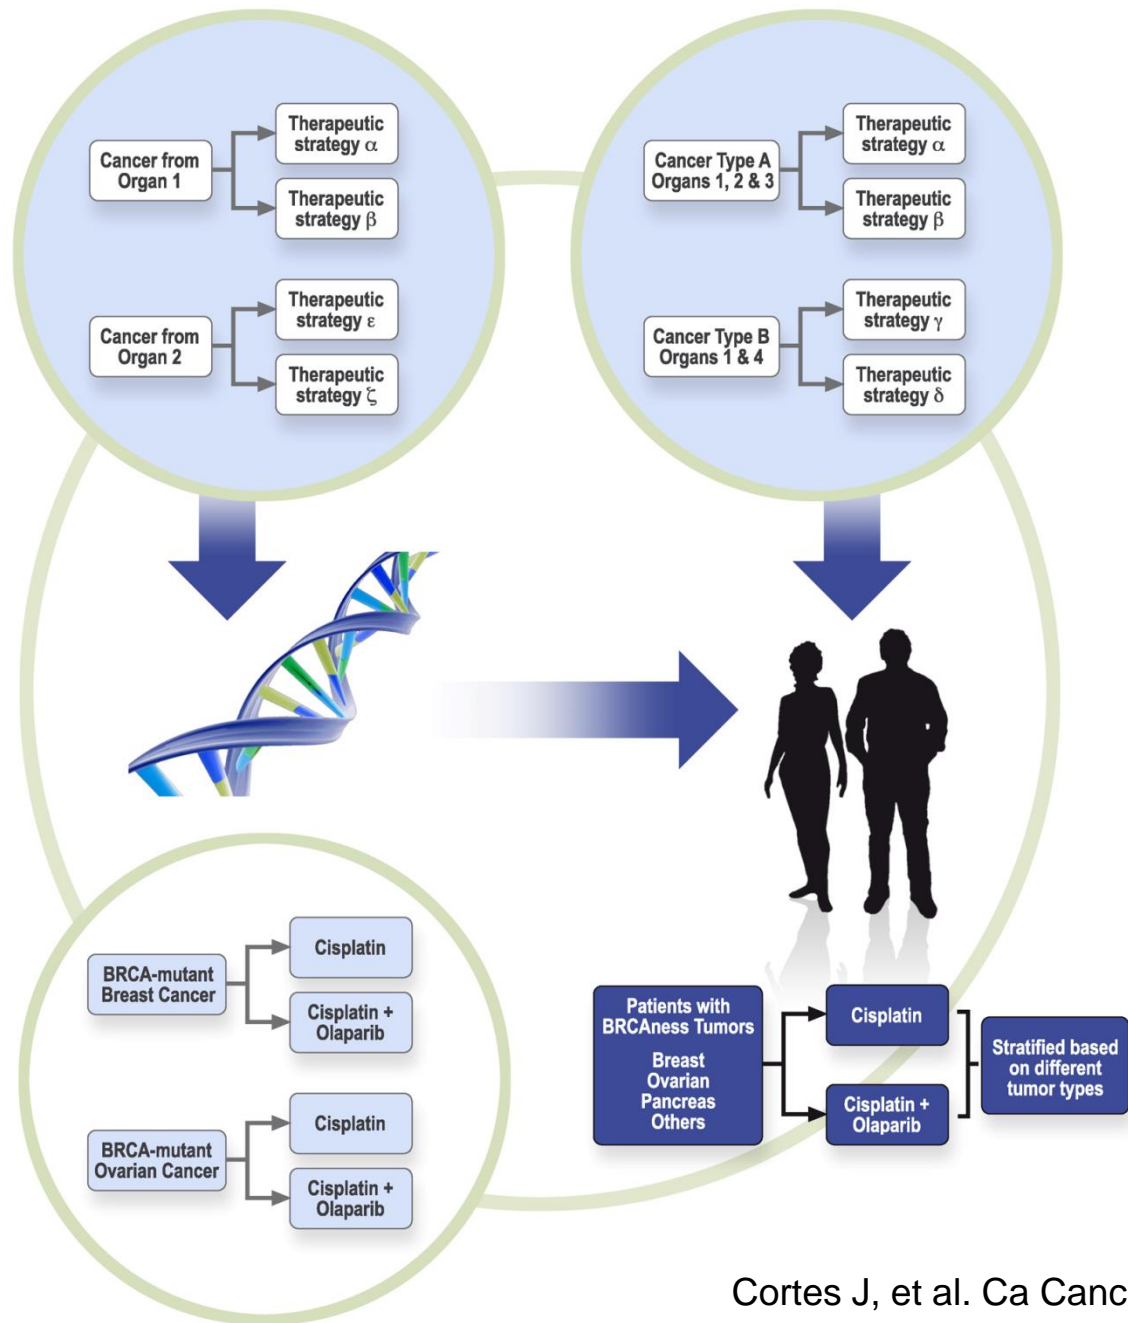 Cancer from
Organ 1
Therapeutic
strategy α
Therapeutic
strategy β
Cancer from
Organ 2
Therapeutic
strategy ε
Therapeutic
strategy ζ
Cancer Type A
Organs 1, 2 & 3
Therapeutic
strategy α
Therapeutic
strategy β
Cancer Type B
Organs 1 & 4
Therapeutic
strategy γ
Therapeutic
strategy δ
BRCA-mutant
Breast Cancer
Cisplatin
Cisplatin +
Olaparib
BRCA-mutant
Ovarian Cancer
Cisplatin
Cisplatin +
Olaparib
Patients with
BRCAness Tumors
Breast
Ovarian
Pancreas
Others
Cisplatin
Cisplatin +
Olaparib
Stratified based
on different
tumor types
Cortes J, et al. Ca Canc